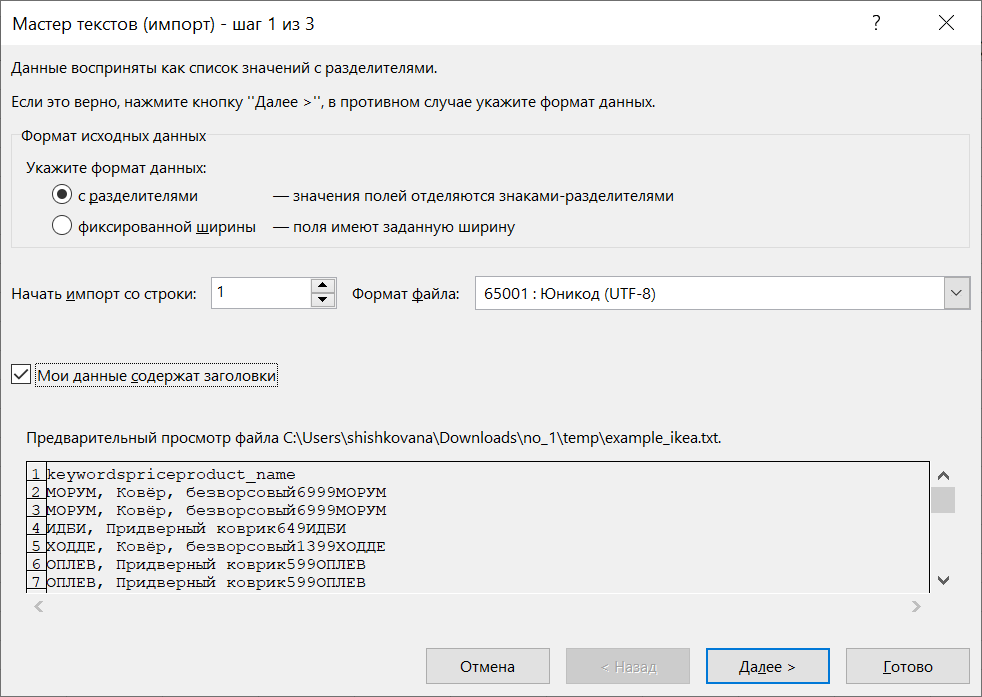 Мастер текстов (импорт) - шаг 1 из 3
?
Данные восприняты как список значений с разделителями.
Если это верно, нажмите кнопку "Далее >", в противном случае укажите формат данных.
Формат исходных данных
Укажите формат данных:
с разделителями — значения полей отделяются знаками-разделителями
фиксированной ширины — поля имеют заданную ширину
Начать импорт со строки: 1 Формат файла: 65001 : Юникод (UTF-8)
Мои данные содержат заголовки
Предварительный просмотр файла C:\Users\shishkovana\Downloads\no_1\temp\example_ikea.txt.
1 keywordspriceproduct_name
2 МОРУМ, Ковёр, безворсовый6999МОРУМ
3 МОРУМ, Ковёр, безворсовый6999МОРУМ
4 ИДБИ, Придверный коврик649ИДБИ
5 ХОДДЕ, Ковёр, безворсовый1399ХОДДЕ
6 ОПЛЕВ, Придверный коврик599ОПЛЕВ
7 ОПЛЕВ, Придверный коврик599ОПЛЕВ
Отмена < Назад Далее > Готово